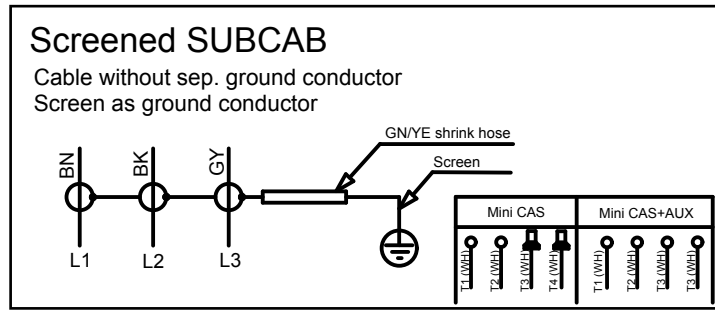 Screened SUBCAB
Cable without sep. ground conductor
Screen as ground conductor
GN/YE shrink hose
BN
BK
GY
Screen
L1
L2
L3
Mini CAS
Mini CAS+AUX
T1 (WH)
T2 (WH)
T3 (WH)
T4 (WH)
T1 (WH)
T2 (WH)
T3 (WH)
T3 (WH)